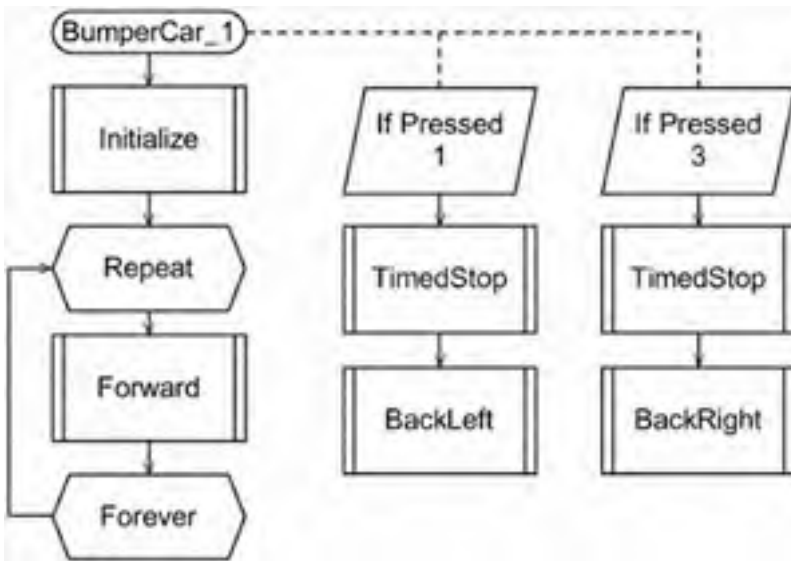 BumperCar_1
Initialize
Repeat
Forward
Forever
If Pressed
1
TimedStop
BackLeft
If Pressed
3
TimedStop
BackRight